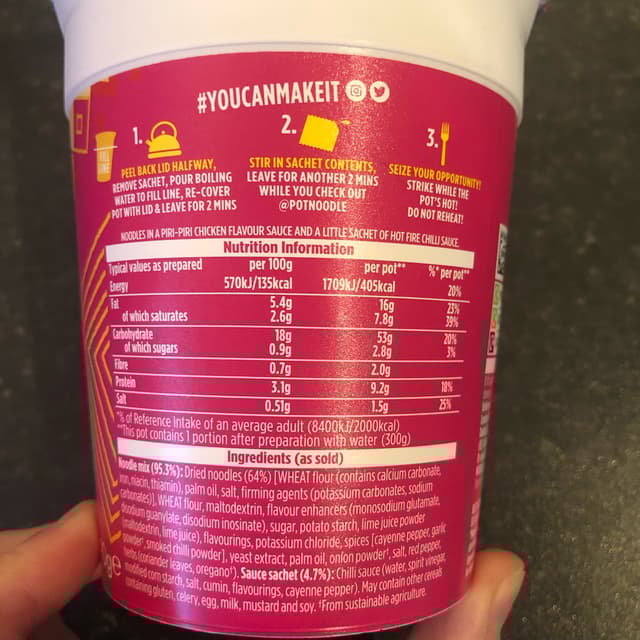 #YOUCANMAKEIT
1.
2.
3.
FILL
LINE
PEEL BACK LID HALFWAY,
REMOVE SACHET, POUR BOILING
WATER TO FILL LINE, RE-COVER
POT WITH LID & LEAVE FOR 2 MINS
STIR IN SACHET CONTENTS,
LEAVE FOR ANOTHER 2 MINS
WHILE YOU CHECK OUT
@POTNOODLE
SEIZE YOUR OPPORTUNITY!
STRIKE WHILE THE
POT'S HOT!
DO NOT REHEAT!
NOODLES IN A PIRI-PIRI CHICKEN FLAVOUR SAUCE AND A LITTLE SACHET OF HOT FIRE CHILLI SAUCE.
Nutrition Information
Typical values as prepared per 100g per pot** %* per pot**
Energy 570kJ/135kcal 1709kJ/405kcal 20%
Fat 5.4g 16g 23%
of which saturates 2.6g 7.8g 39%
Carbohydrate 18g 53g 20%
of which sugars 0.9g 2.8g 3%
Fibre 0.7g 2.0g
Protein 3.1g 9.2g 18%
Salt 0.51g 1.5g 25%
*% of Reference Intake of an average adult (8400kJ/2000kcal)
**This pot contains 1 portion after preparation with water (300g)
Ingredients (as sold)
Noodle mix (95.3%): Dried noodles (64%) [WHEAT flour (contains calcium carbonate,
iron, niacin, thiamin), palm oil, salt, firming agents (potassium carbonates, sodium
carbonates)], WHEAT flour, maltodextrin, flavour enhancers (monosodium glutamate,
disodium guanylate, disodium inosinate), sugar, potato starch, lime juice powder
(maltodextrin, lime juice), flavourings, potassium chloride, spices [cayenne pepper, garlic
powder, smoked chilli powder], yeast extract, palm oil, onion powder, salt, red pepper,
herbs (coriander leaves, oregano). Sauce sachet (4.7%): Chilli sauce (water, spirit vinegar,
modified corn starch, salt, cumin, flavourings, cayenne pepper). May contain other cereals
containing gluten, celery, egg, milk, mustard and soy. †From sustainable agriculture.